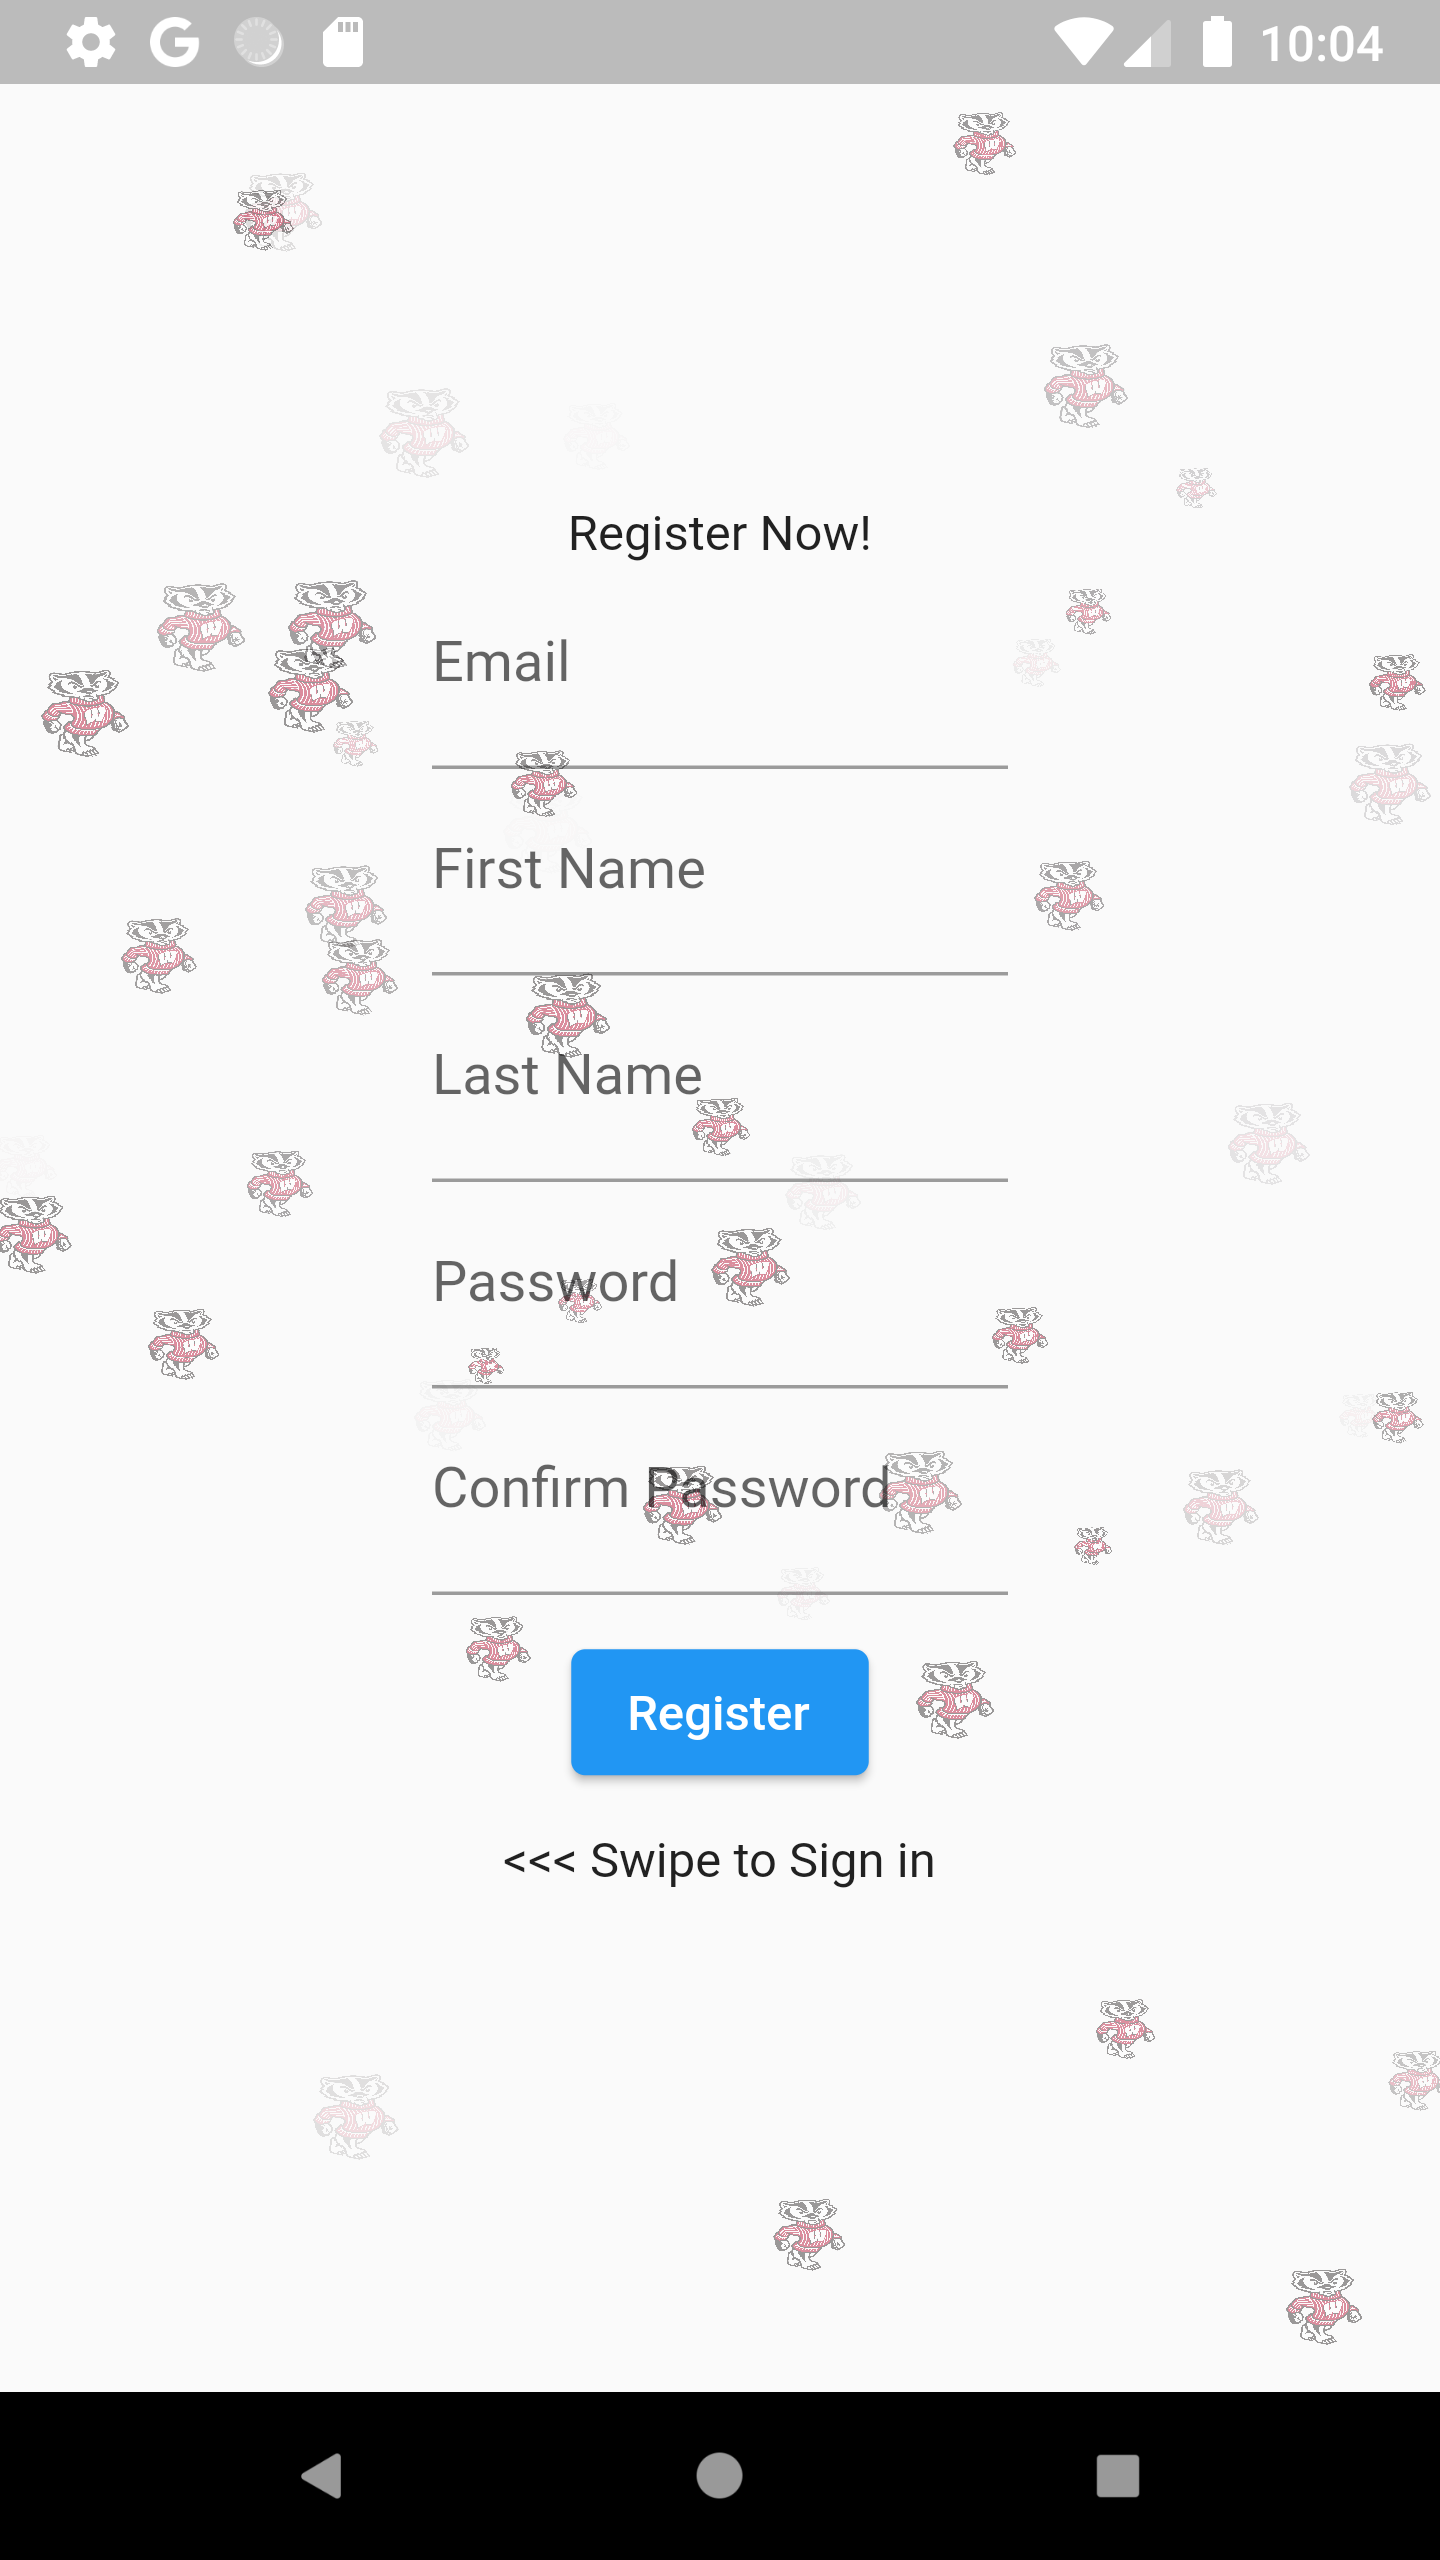 10:04
Register Now!
Email
First Name
Last Name
Password
Confirm Password
Register
<<< Swipe to Sign in